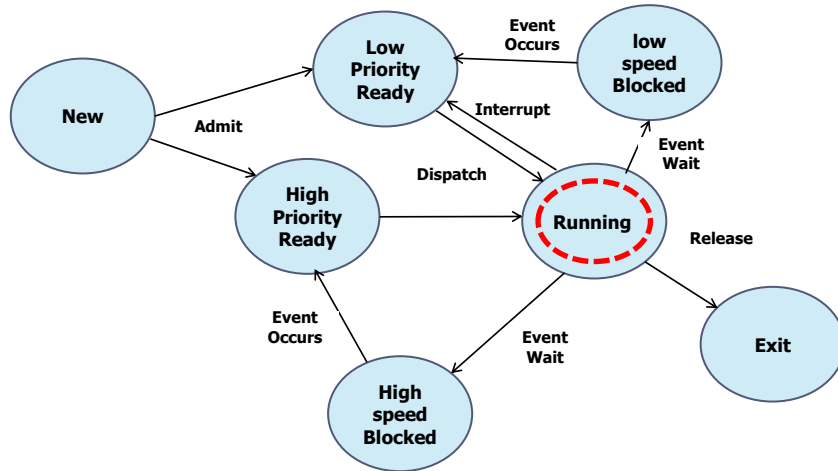 Event
Occurs
Low
Priority
Ready
low
speed
Blocked
New
Admit
Interrupt
Event
Wait
Dispatch
High
Priority
Ready
Running
Release
Event
Occurs
Event
Wait
Exit
High
speed
Blocked